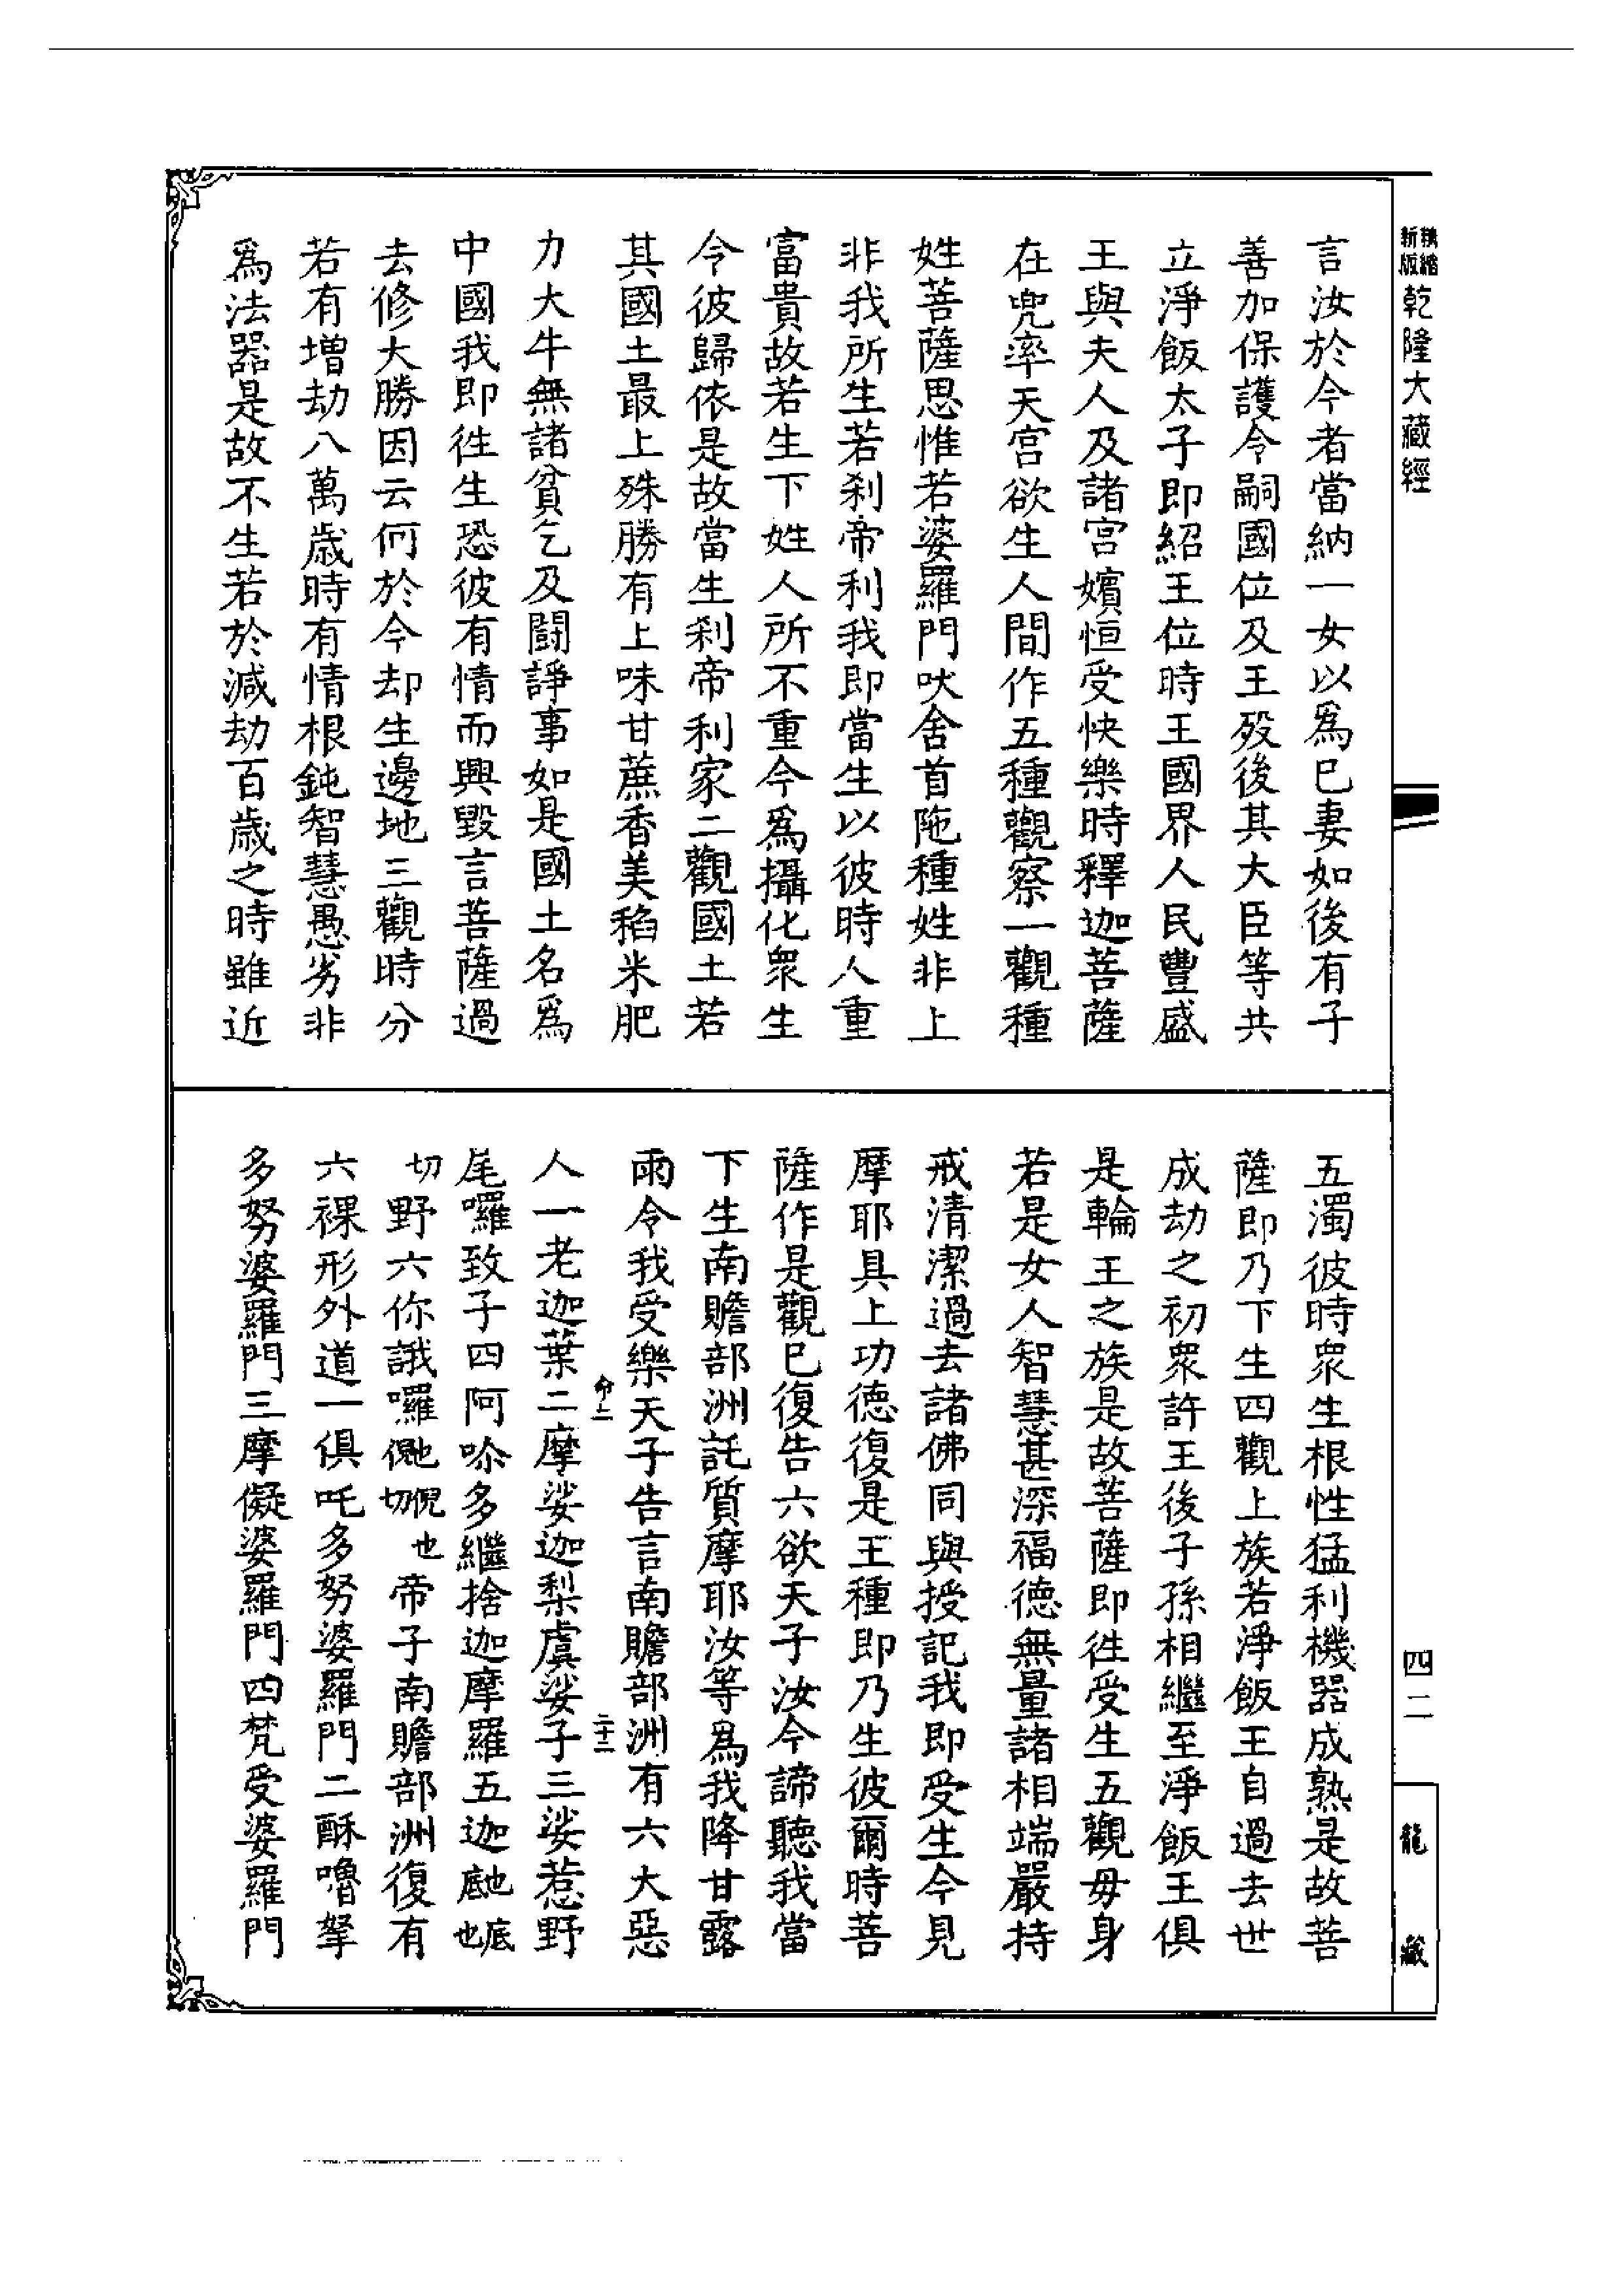 精縮新版乾隆大藏經
言汝於今者當納一女以爲巳妻如後有子
善加保護令嗣國位及王歿後其大臣等共
立淨飯太子即紹王位時王國界人民豐盛
王與夫人及諸宮嬪恒受快樂時釋迦菩薩
在兜率天宮欲生人間作五種觀察一觀種
姓菩薩思惟若婆羅門吠舍首陁種姓非上
非我所生若刹帝利我即當生以彼時人重
富貴故若生下姓人所不重今爲攝化衆生
令彼歸依是故當生刹帝利家二觀國土若
其國土最上殊勝有上味甘蔗香美稻米肥
力大牛無諸貧乞及鬪諍事如是國土名爲
中國我即徃生恐彼有情而興毀言菩薩過
去修大勝因云何於今却生邊地三觀時分
若有增劫八萬歳時有情根鈍智慧愚劣非
爲法器是故不生若於減劫百歳之時雖近
五濁彼時衆生根性猛利機器成熟是故菩
薩即乃下生四觀上族若淨飯王自過去世
成劫之初衆許王後子孫相繼至淨飯王俱
是輪王之族是故菩薩即徃受生五觀毋身
若是女人智慧甚深福德無量諸相端嚴持
戒清潔過去諸佛同與授記我即受生今見
摩耶具上功德復是王種即乃生彼爾時菩
薩作是觀巳復告六欲天子汝今諦聽我當
下生南贍部洲託質摩耶汝等爲我降甘露
雨令我受樂天子告言南贍部洲有六大惡
人一老迦葉二摩娑迦梨虞娑子三娑惹野
尾囉致子四阿吩多繼捨迦摩羅五迦䣌底也
切野六你誐囉倪也切倪也帝子南贍部洲復有
六裸形外道一俱吒多努婆羅門二酥嚕拏
多努婆羅門三摩儗婆羅門四梵受婆羅門
四二
龍藏